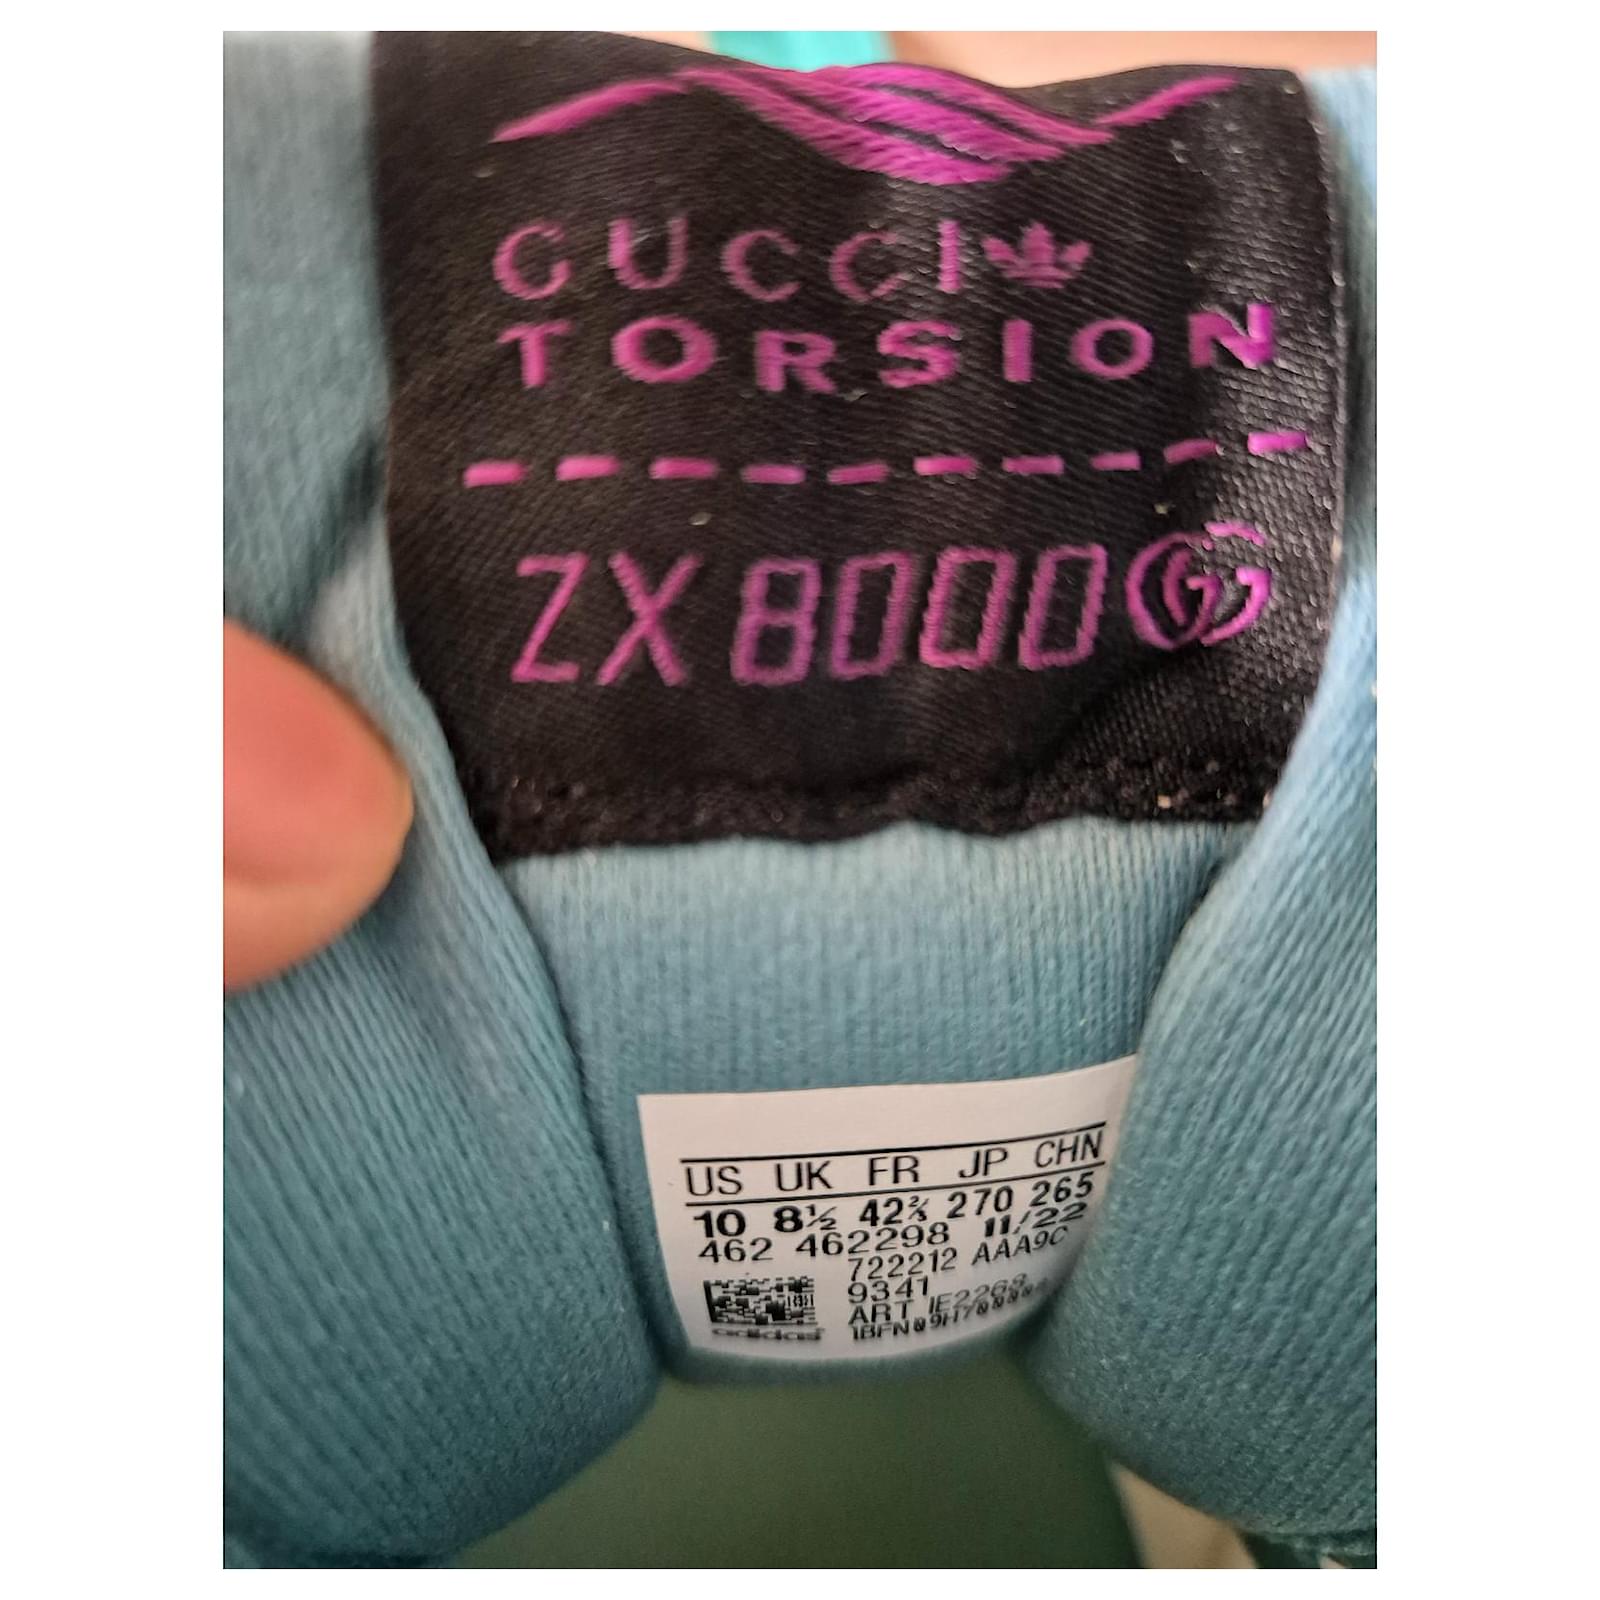 GUCCI
TORSION
ZX 8000
US UK FR JP CHN
10 8½ 42⅔ 270 265
462 462298 11/22
722212 AAA9C
9341
ART
adidas